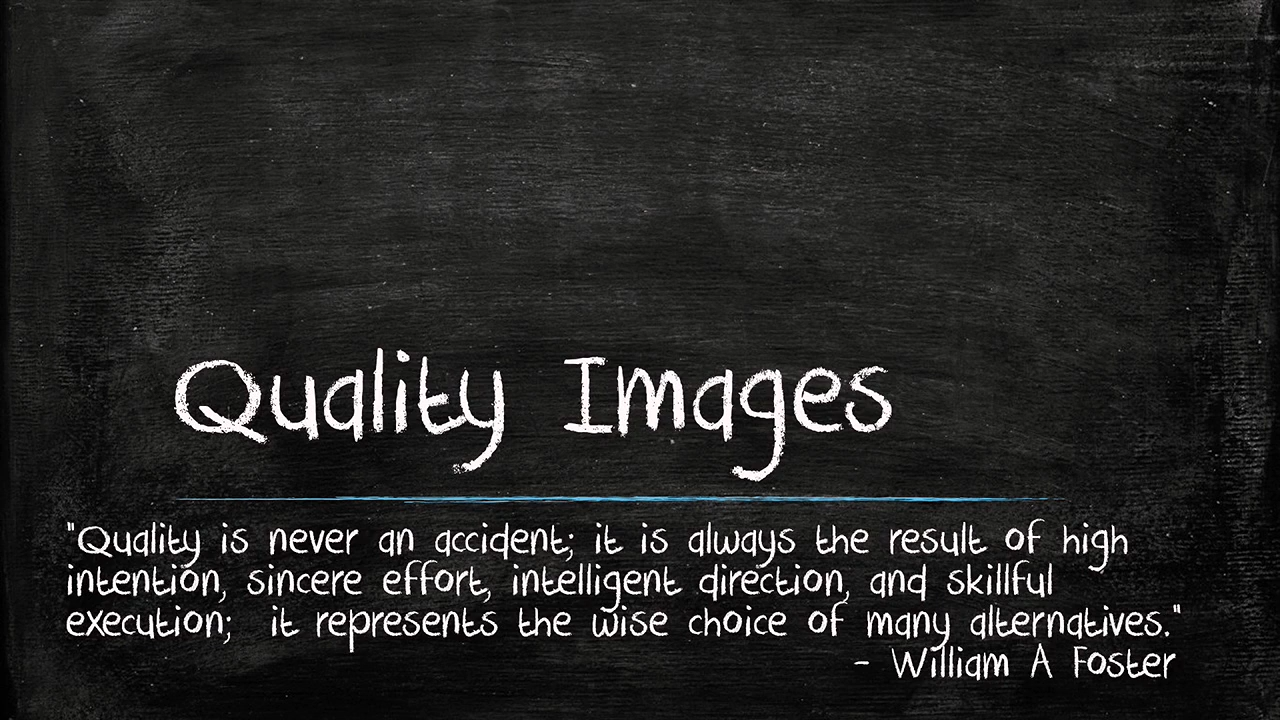 Quality Images
"Quality is never an accident; it is always the result of high
intention, sincere effort, intelligent direction, and skillful
execution;  it represents the wise choice of many alternatives."
- William A Foster